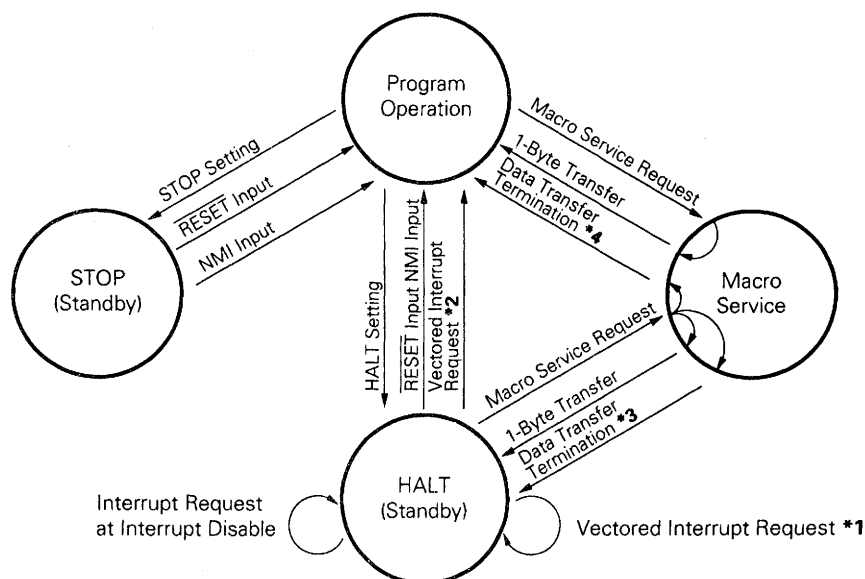 Program
Operation
Macro Service Request
1-Byte Transfer
Data Transfer
Termination *4
STOP Setting
RESET Input
NMI Input
STOP
(Standby)
Macro
Service
HALT Setting
RESET Input NMI Input
Vectored Interrupt
Request *2
Macro Service Request
1-Byte Transfer
Data Transfer
Termination *3
HALT
(Standby)
Interrupt Request
at Interrupt Disable
Vectored Interrupt Request *1